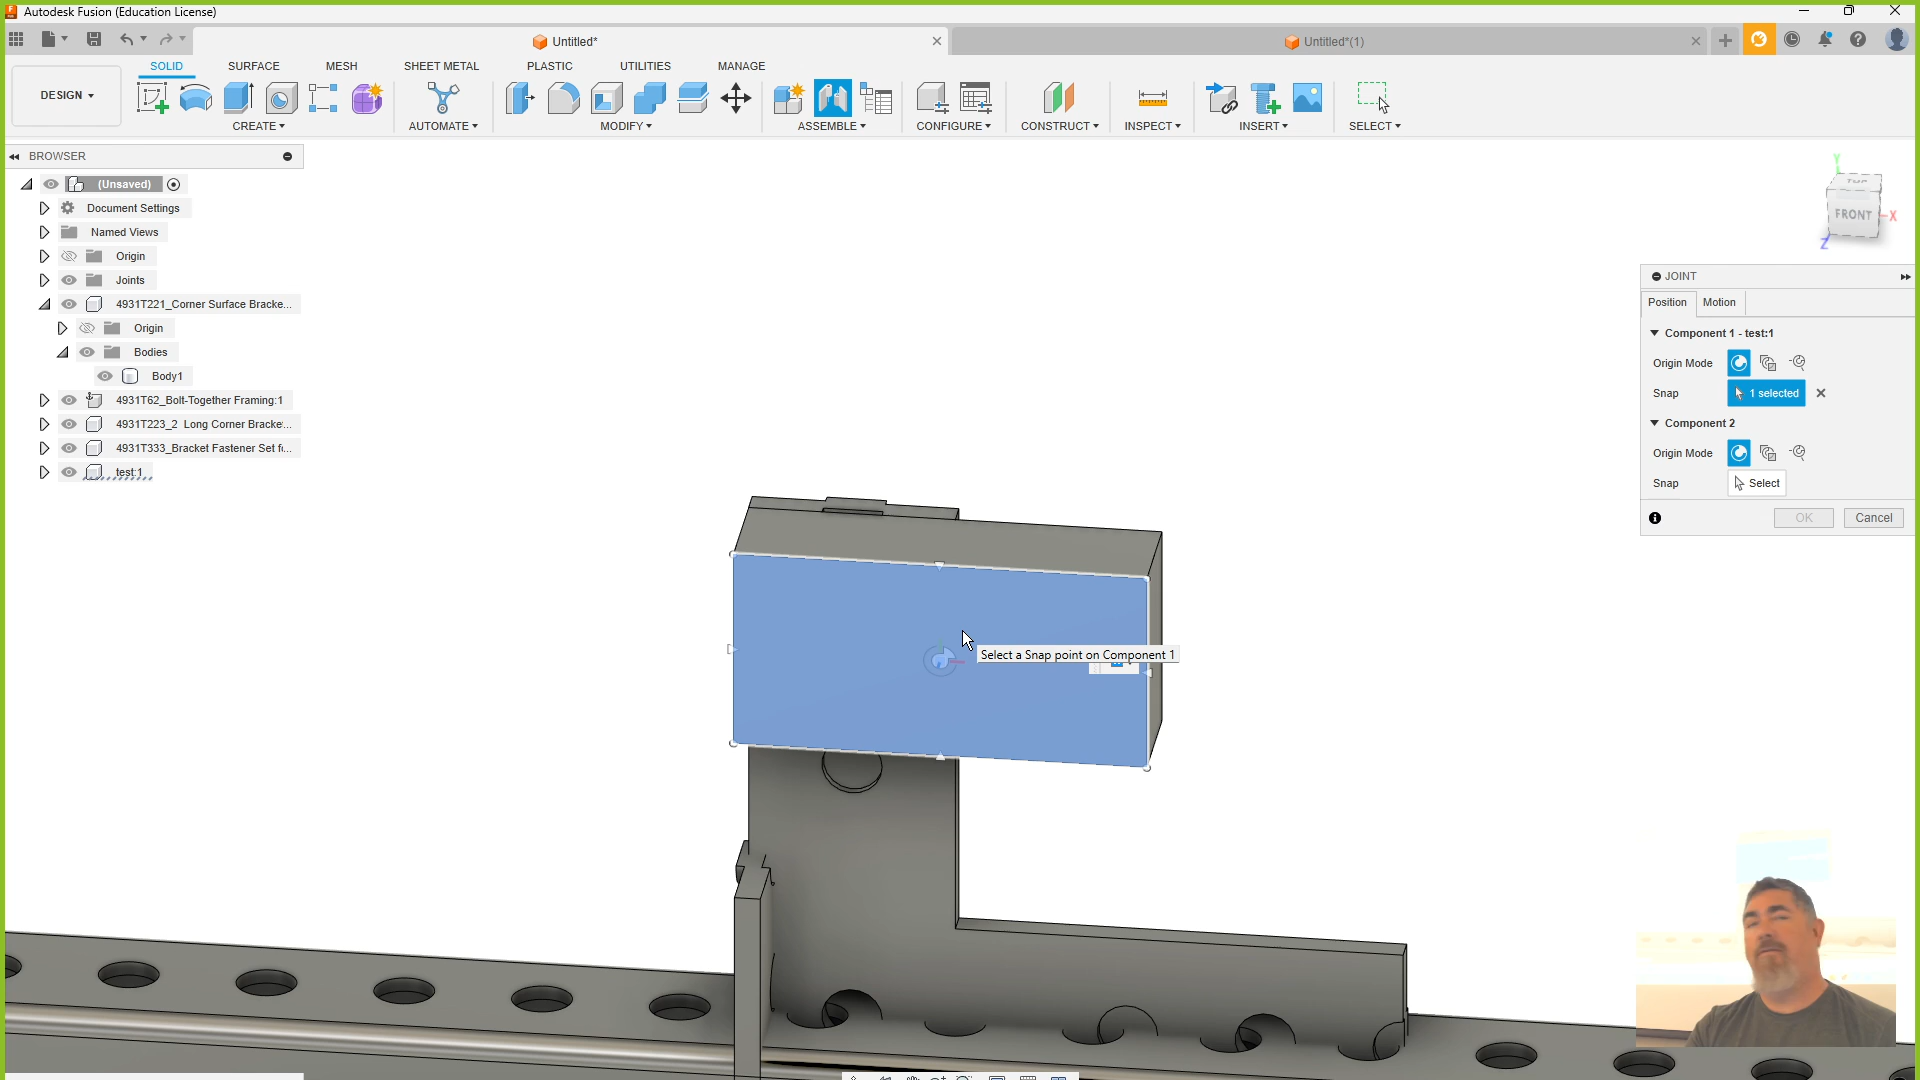 Autodesk Fusion (Education License)
Untitled*
Untitled*(1)
DESIGN
SOLID
SURFACE
MESH
SHEET METAL
PLASTIC
UTILITIES
MANAGE
CREATE
AUTOMATE
MODIFY
ASSEMBLE
CONFIGURE
CONSTRUCT
INSPECT
INSERT
SELECT
BROWSER
(Unsaved)
Document Settings
Named Views
Origin
Joints
4931T221_Corner Surface Bracke...
Origin
Bodies
Body1
4931T62_Bolt-Together Framing:1
4931T223_2 Long Corner Bracke...
4931T333_Bracket Fastener Set f...
test:1
Y
TOP
FRONT
X
Z
JOINT
Position
Motion
Component 1 - test:1
Origin Mode
Snap
1 selected
Component 2
Origin Mode
Snap
Select
OK
Cancel
Select a Snap point on Component 1